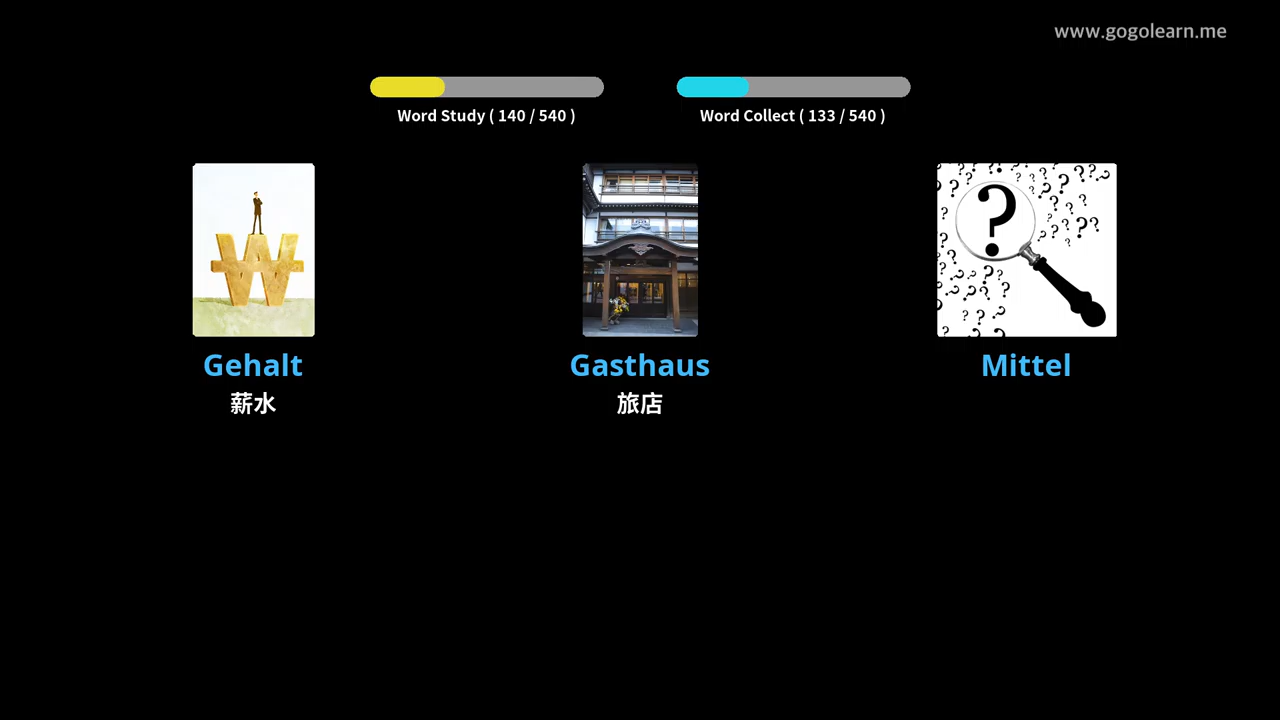 www.gogolearn.me
Word Study ( 140 / 540 )
Word Collect ( 133 / 540 )
Gehalt
薪水
Gasthaus
旅店
Mittel